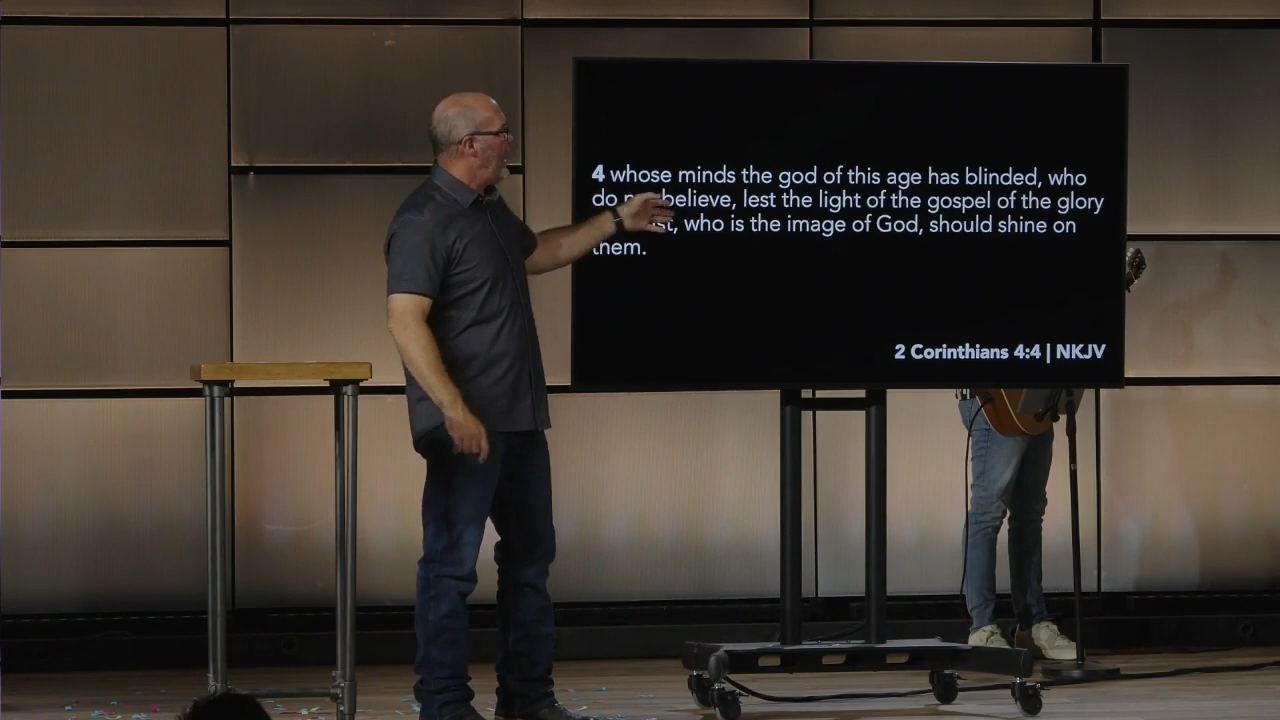 4 whose minds the god of this age has blinded, who
do believe, lest the light of the gospel of the glory
who is the image of God, should shine on
them.
2 Corinthians 4:4 | NKJV